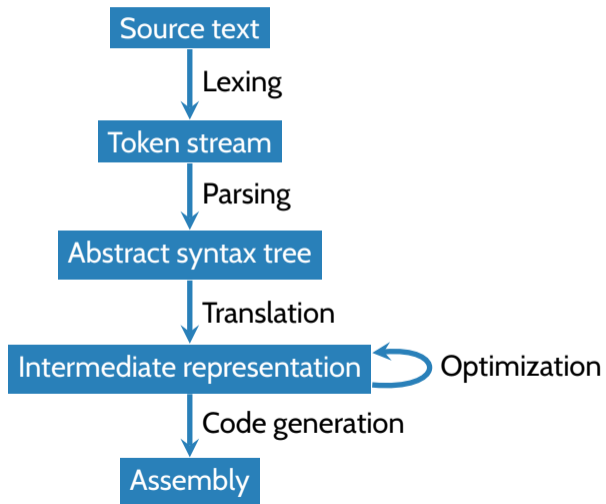 Source text
Lexing
Token stream
Parsing
Abstract syntax tree
Translation
Intermediate representation
Optimization
Code generation
Assembly